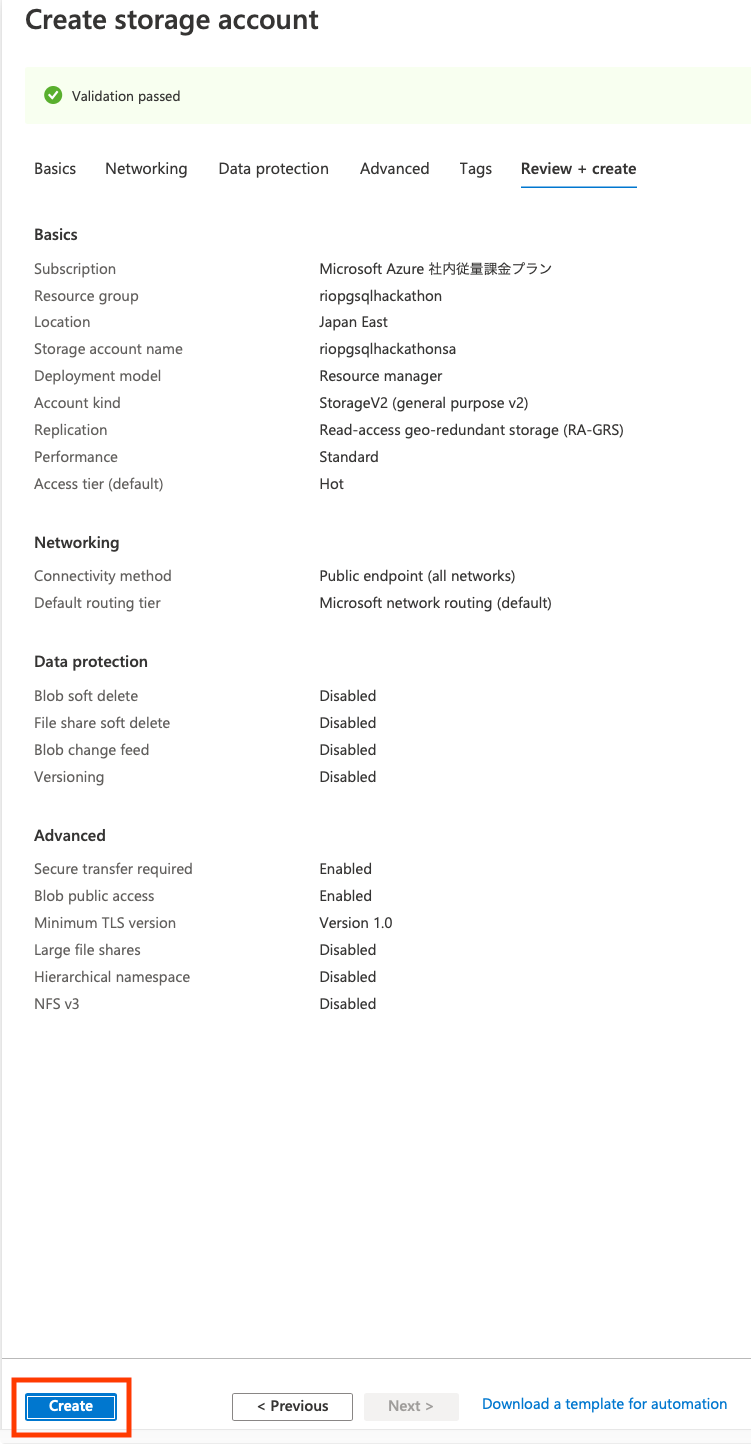 Create storage account
Validation passed
Basics Networking Data protection Advanced Tags Review + create
Basics
Subscription Microsoft Azure 社内従量課金プラン
Resource group riopgsqlhackathon
Location Japan East
Storage account name riopgsqlhackathonsa
Deployment model Resource manager
Account kind StorageV2 (general purpose v2)
Replication Read-access geo-redundant storage (RA-GRS)
Performance Standard
Access tier (default) Hot
Networking
Connectivity method Public endpoint (all networks)
Default routing tier Microsoft network routing (default)
Data protection
Blob soft delete Disabled
File share soft delete Disabled
Blob change feed Disabled
Versioning Disabled
Advanced
Secure transfer required Enabled
Blob public access Enabled
Minimum TLS version Version 1.0
Large file shares Disabled
Hierarchical namespace Disabled
NFS v3 Disabled
Create < Previous Next > Download a template for automation